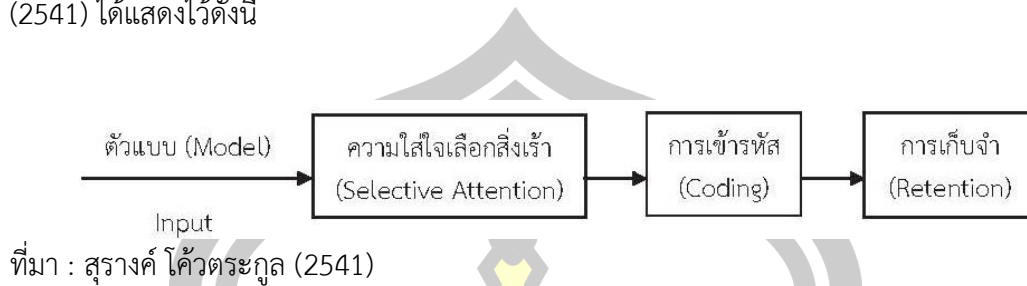 (2541) ได้แสดงไว้ดังนี้
ตัวแบบ (Model)
Input
ความใส่ใจเลือกสิ่งเร้า
(Selective Attention)
การเข้ารหัส
(Coding)
การเก็บจำ
(Retention)
ที่มา : สุรางค์ โค้วตระกูล (2541)